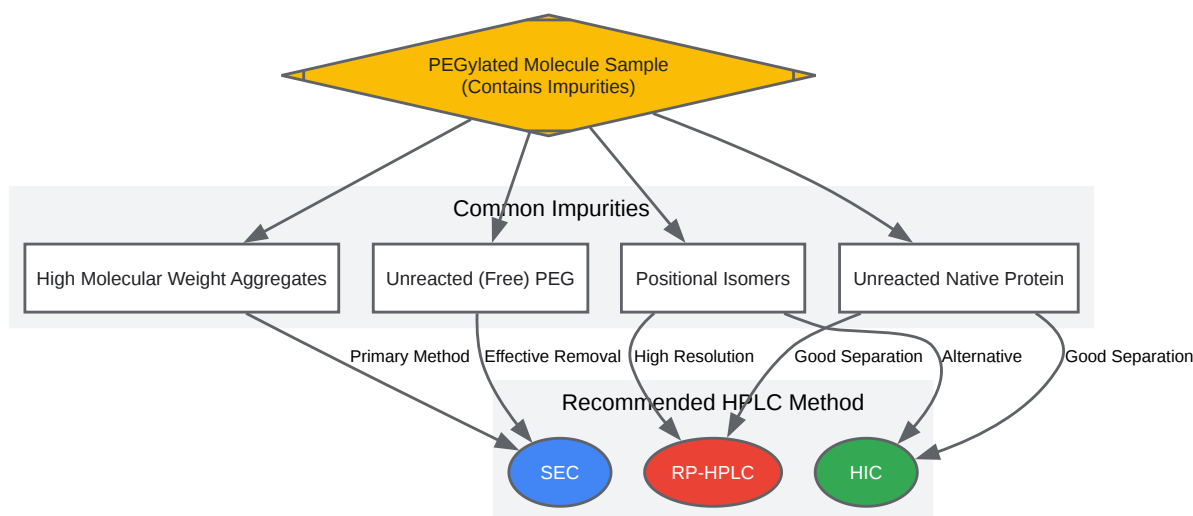 PEGylated Molecule Sample
(Contains Impurities)
Common Impurities
High Molecular Weight Aggregates
Unreacted (Free) PEG
Positional Isomers
Unreacted Native Protein
Primary Method
Effective Removal
High Resolution
Good Separation
Alternative
Good Separation
Recommended HPLC Method
SEC
RP-HPLC
HIC